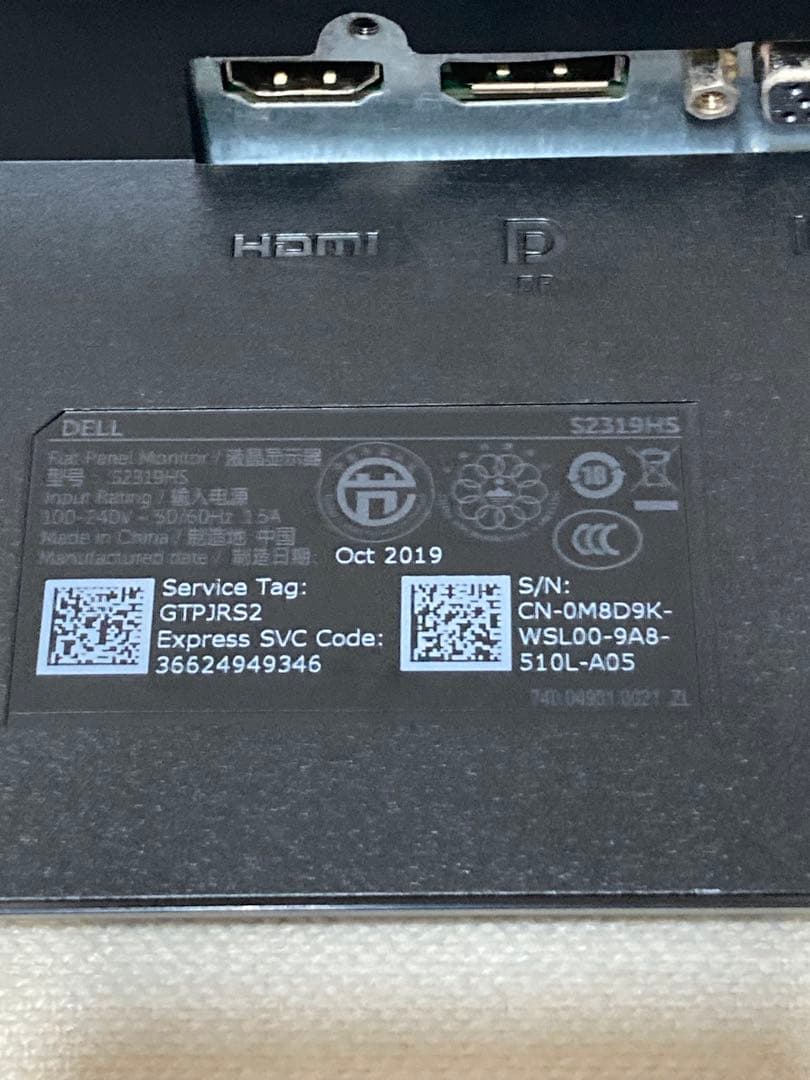 HDMI
DP
DELL S2319HS
Flat Panel Monitor / 液晶显示器
型号: S2319HS
Input Rating / 输入电源
100-240V ~ 50/60Hz 1.5A
Made in China / 制造地: 中国
Manufactured date / 制造日期: Oct 2019
10
Service Tag:
GTPJRS2
Express SVC Code:
36624949346
S/N:
CN-0M8D9K-
WSL00-9A8-
510L-A05